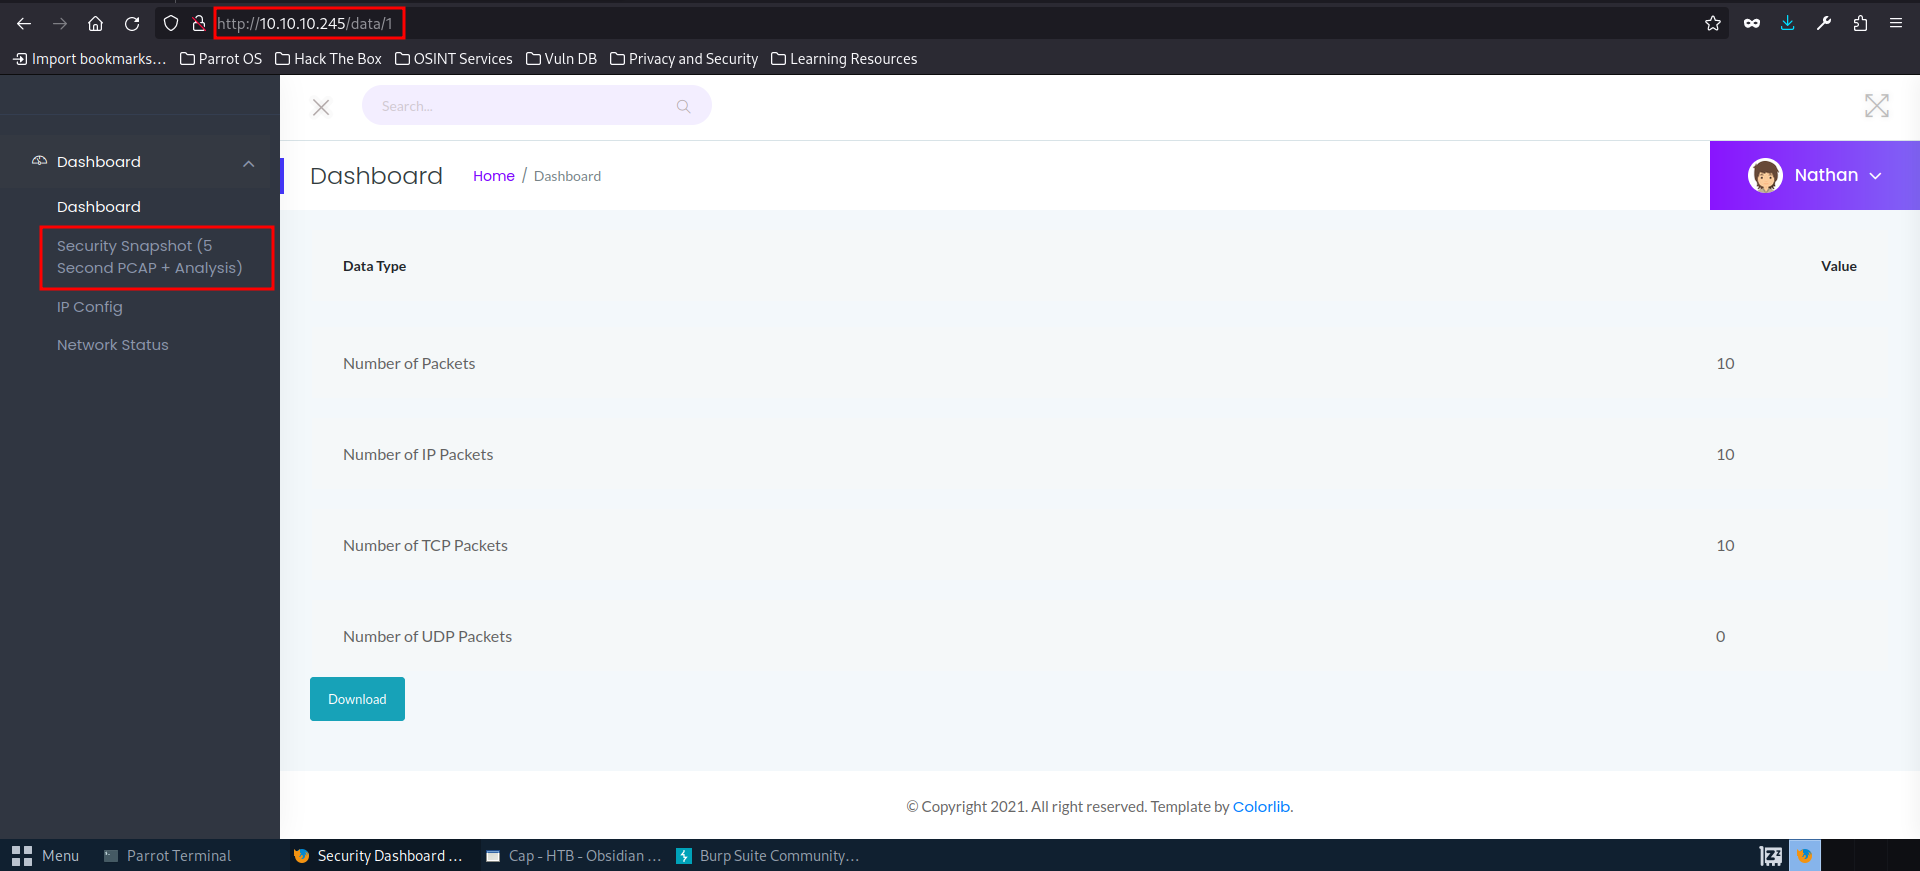 http://10.10.10.245/data/1
Import bookmarks... Parrot OS Hack The Box OSINT Services Vuln DB Privacy and Security Learning Resources
Search...
Dashboard
Dashboard
Security Snapshot (5
Second PCAP + Analysis)
IP Config
Network Status
Dashboard Home / Dashboard
Nathan
Data Type Value
Number of Packets 10
Number of IP Packets 10
Number of TCP Packets 10
Number of UDP Packets 0
Download
© Copyright 2021. All right reserved. Template by Colorlib.
Menu Parrot Terminal Security Dashboard ... Cap - HTB - Obsidian ... Burp Suite Community...